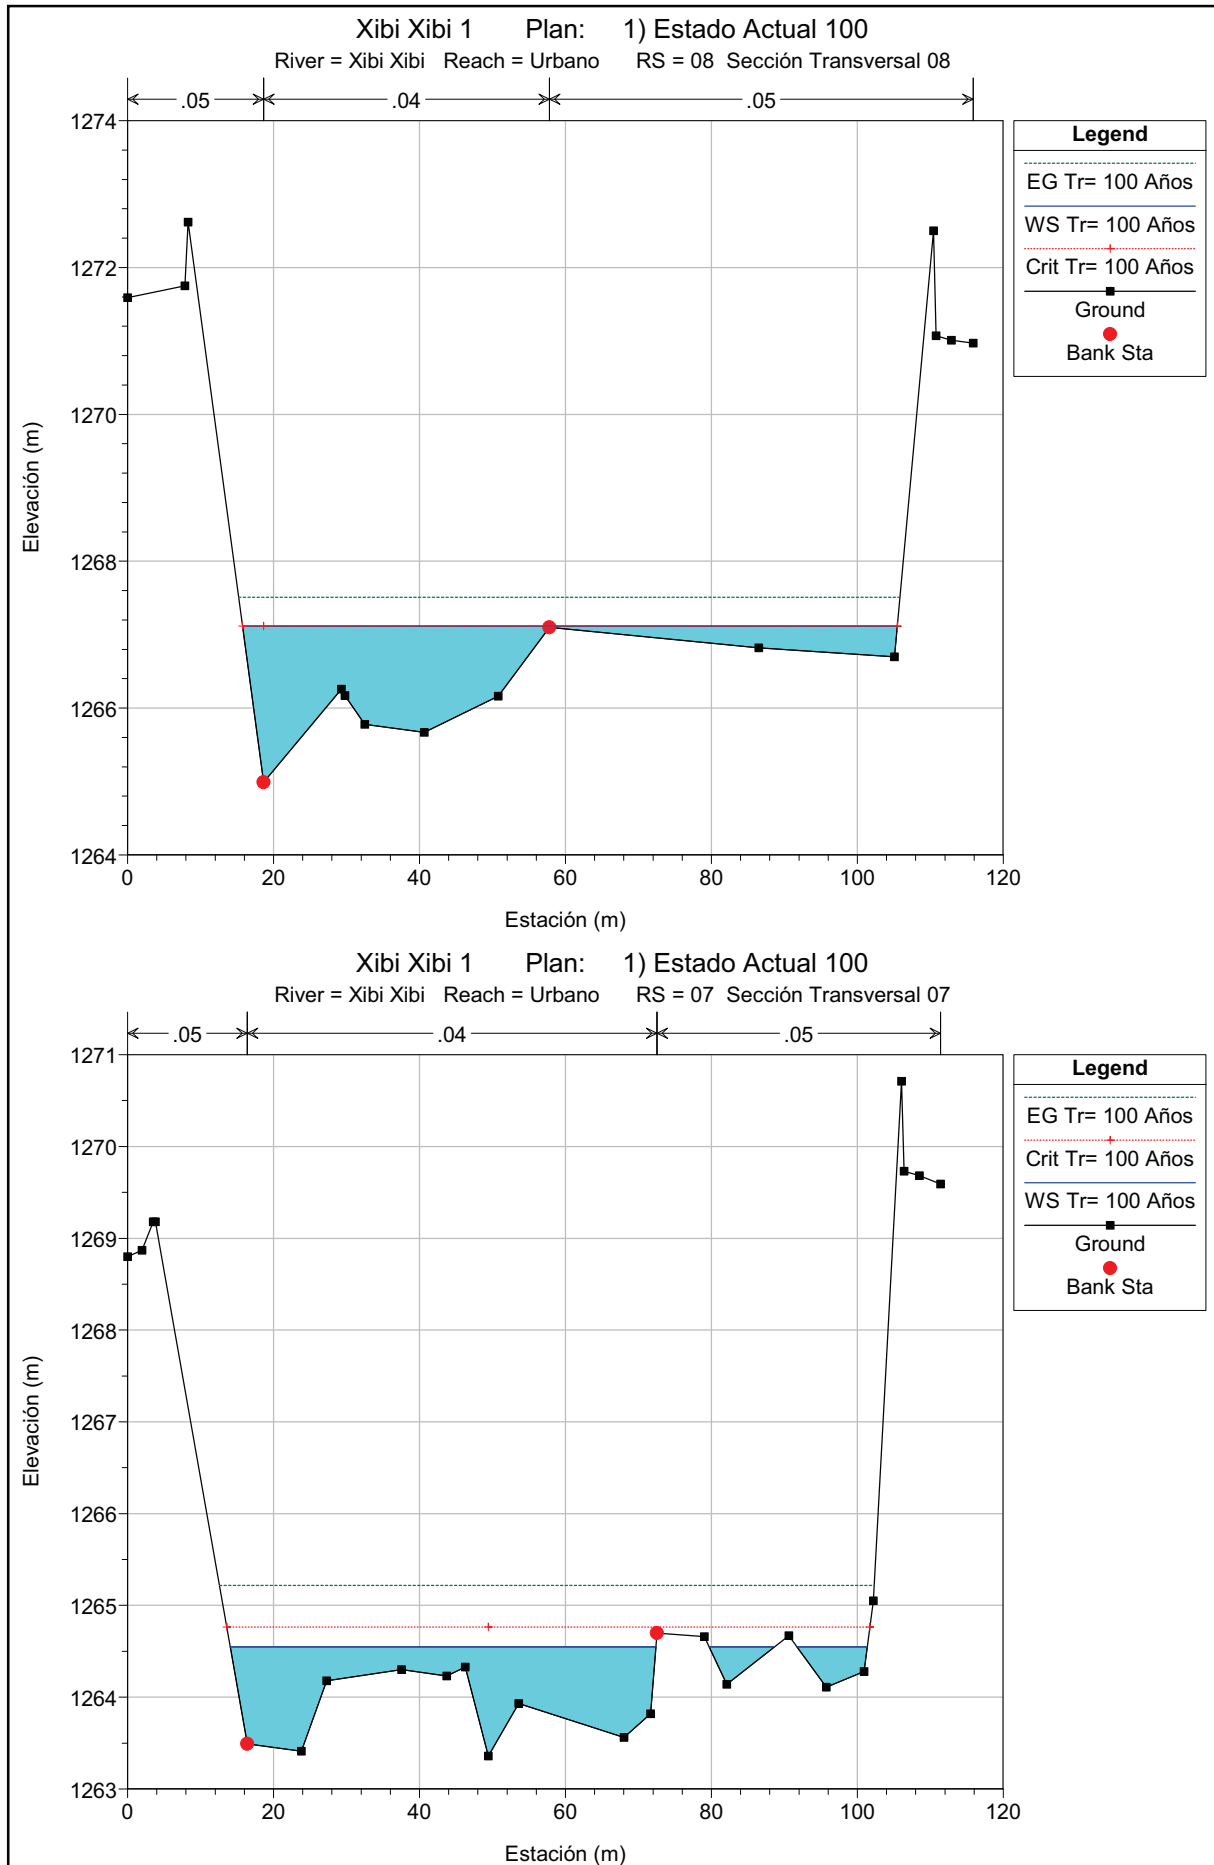 Xibi Xibi 1 Plan: 1) Estado Actual 100
River = Xibi Xibi Reach = Urbano RS = 08 Sección Transversal 08
.05 .04 .05
1274
1272
1270
1268
1266
1264
Elevación (m)
0 20 40 60 80 100 120
Estación (m)
Legend
EG Tr= 100 Años
WS Tr= 100 Años
Crit Tr= 100 Años
Ground
Bank Sta
Xibi Xibi 1 Plan: 1) Estado Actual 100
River = Xibi Xibi Reach = Urbano RS = 07 Sección Transversal 07
.05 .04 .05
1271
1270
1269
1268
1267
1266
1265
1264
1263
Elevación (m)
0 20 40 60 80 100 120
Estación (m)
Legend
EG Tr= 100 Años
Crit Tr= 100 Años
WS Tr= 100 Años
Ground
Bank Sta